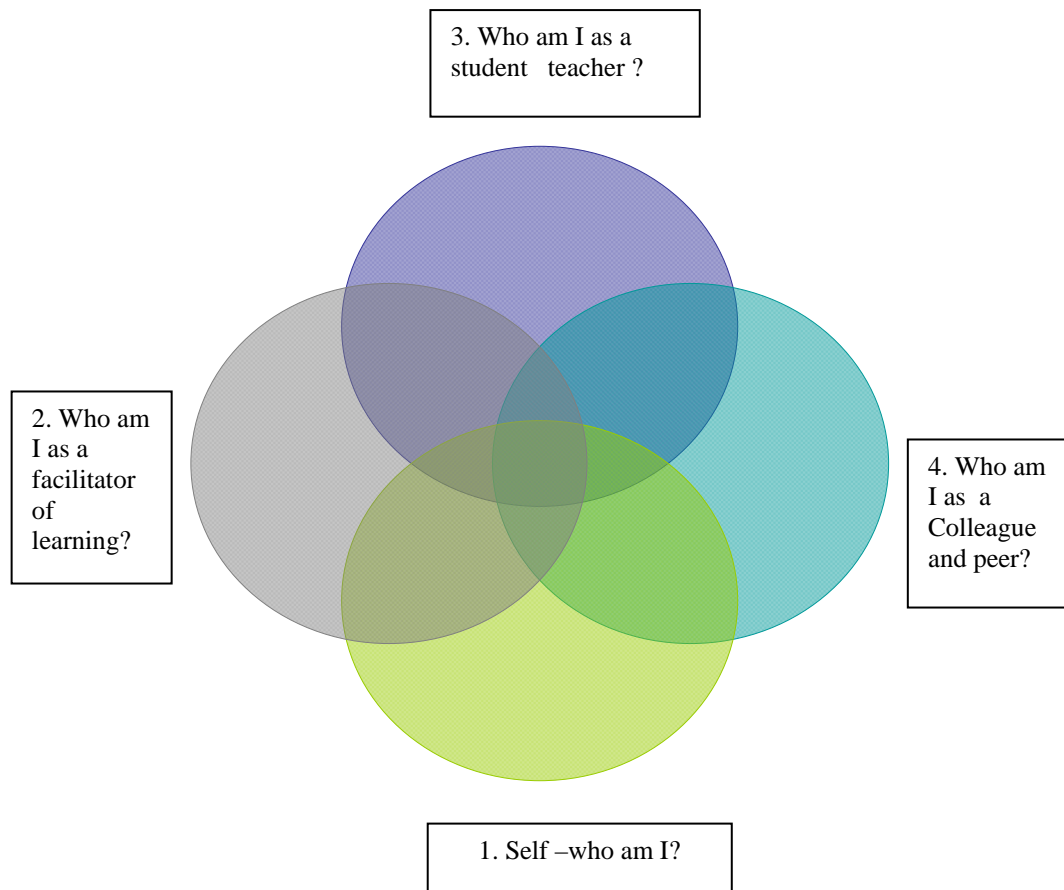 3. Who am I as a
student teacher ?
2. Who am
I as a
facilitator
of
learning?
4. Who am
I as a
Colleague
and peer?
1. Self –who am I?